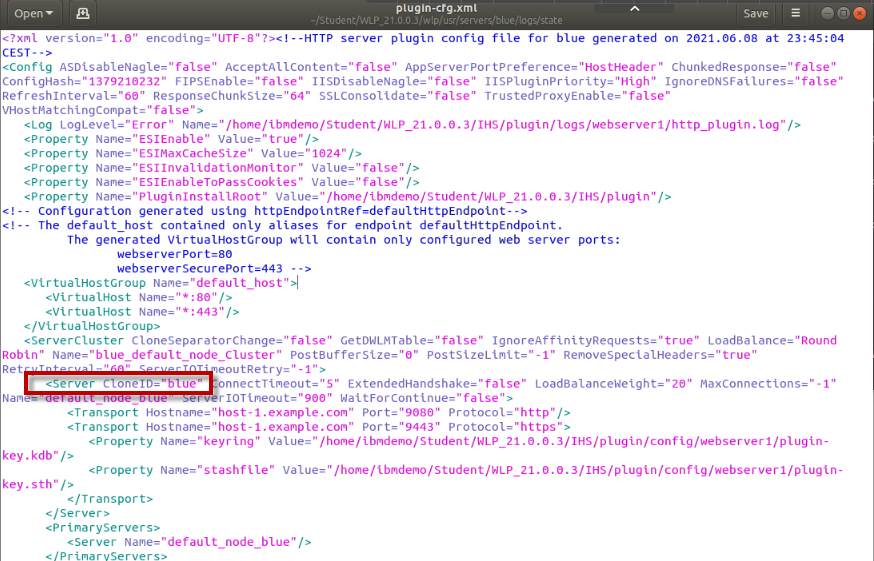 Open
plugin-cfg.xml
~/Student/WLP_21.0.0.3/wlp/usr/servers/blue/logs/state
Save
<?xml version="1.0" encoding="UTF-8"?><!--HTTP server plugin config file for blue generated on 2021.06.08 at 23:45:04
CEST-->
<Config ASDisableNagle="false" AcceptAllContent="false" AppServerPortPreference="HostHeader" ChunkedResponse="false"
ConfigHash="1379210232" FIPSEnable="false" IISDisableNagle="false" IISPluginPriority="High" IgnoreDNSFailures="false"
RefreshInterval="60" ResponseChunkSize="64" SSLConsolidate="false" TrustedProxyEnable="false"
VHostMatchingCompat="false">
<Log LogLevel="Error" Name="/home/ibmdemo/Student/WLP_21.0.0.3/IHS/plugin/logs/webserver1/http_plugin.log"/>
<Property Name="ESIEnable" Value="true"/>
<Property Name="ESIMaxCacheSize" Value="1024"/>
<Property Name="ESIInvalidationMonitor" Value="false"/>
<Property Name="ESIEnableToPassCookies" Value="false"/>
<Property Name="PluginInstallRoot" Value="/home/ibmdemo/Student/WLP_21.0.0.3/IHS/plugin"/>
<!-- Configuration generated using httpEndpointRef=defaultHttpEndpoint-->
<!-- The default_host contained only aliases for endpoint defaultHttpEndpoint.
The generated VirtualHostGroup will contain only configured web server ports:
webserverPort=80
webserverSecurePort=443 -->
<VirtualHostGroup Name="default_host">
<VirtualHost Name="*:80"/>
<VirtualHost Name="*:443"/>
</VirtualHostGroup>
<ServerCluster CloneSeparatorChange="false" GetDWLMTable="false" IgnoreAffinityRequests="true" LoadBalance="Round
Robin" Name="blue_default_node_Cluster" PostBufferSize="0" PostSizeLimit="-1" RemoveSpecialHeaders="true"
RetryInterval="60" ServerIOTimeoutRetry="-1">
<Server CloneID="blue" ConnectTimeout="5" ExtendedHandshake="false" LoadBalanceWeight="20" MaxConnections="-1"
Name="default_node_blue" ServerIOTimeout="900" WaitForContinue="false">
<Transport Hostname="host-1.example.com" Port="9080" Protocol="http"/>
<Transport Hostname="host-1.example.com" Port="9443" Protocol="https">
<Property Name="keyring" Value="/home/ibmdemo/Student/WLP_21.0.0.3/IHS/plugin/config/webserver1/plugin-
key.kdb"/>
<Property Name="stashfile" Value="/home/ibmdemo/Student/WLP_21.0.0.3/IHS/plugin/config/webserver1/plugin-
key.sth"/>
</Transport>
</Server>
<PrimaryServers>
<Server Name="default_node_blue"/>
</PrimaryServers>